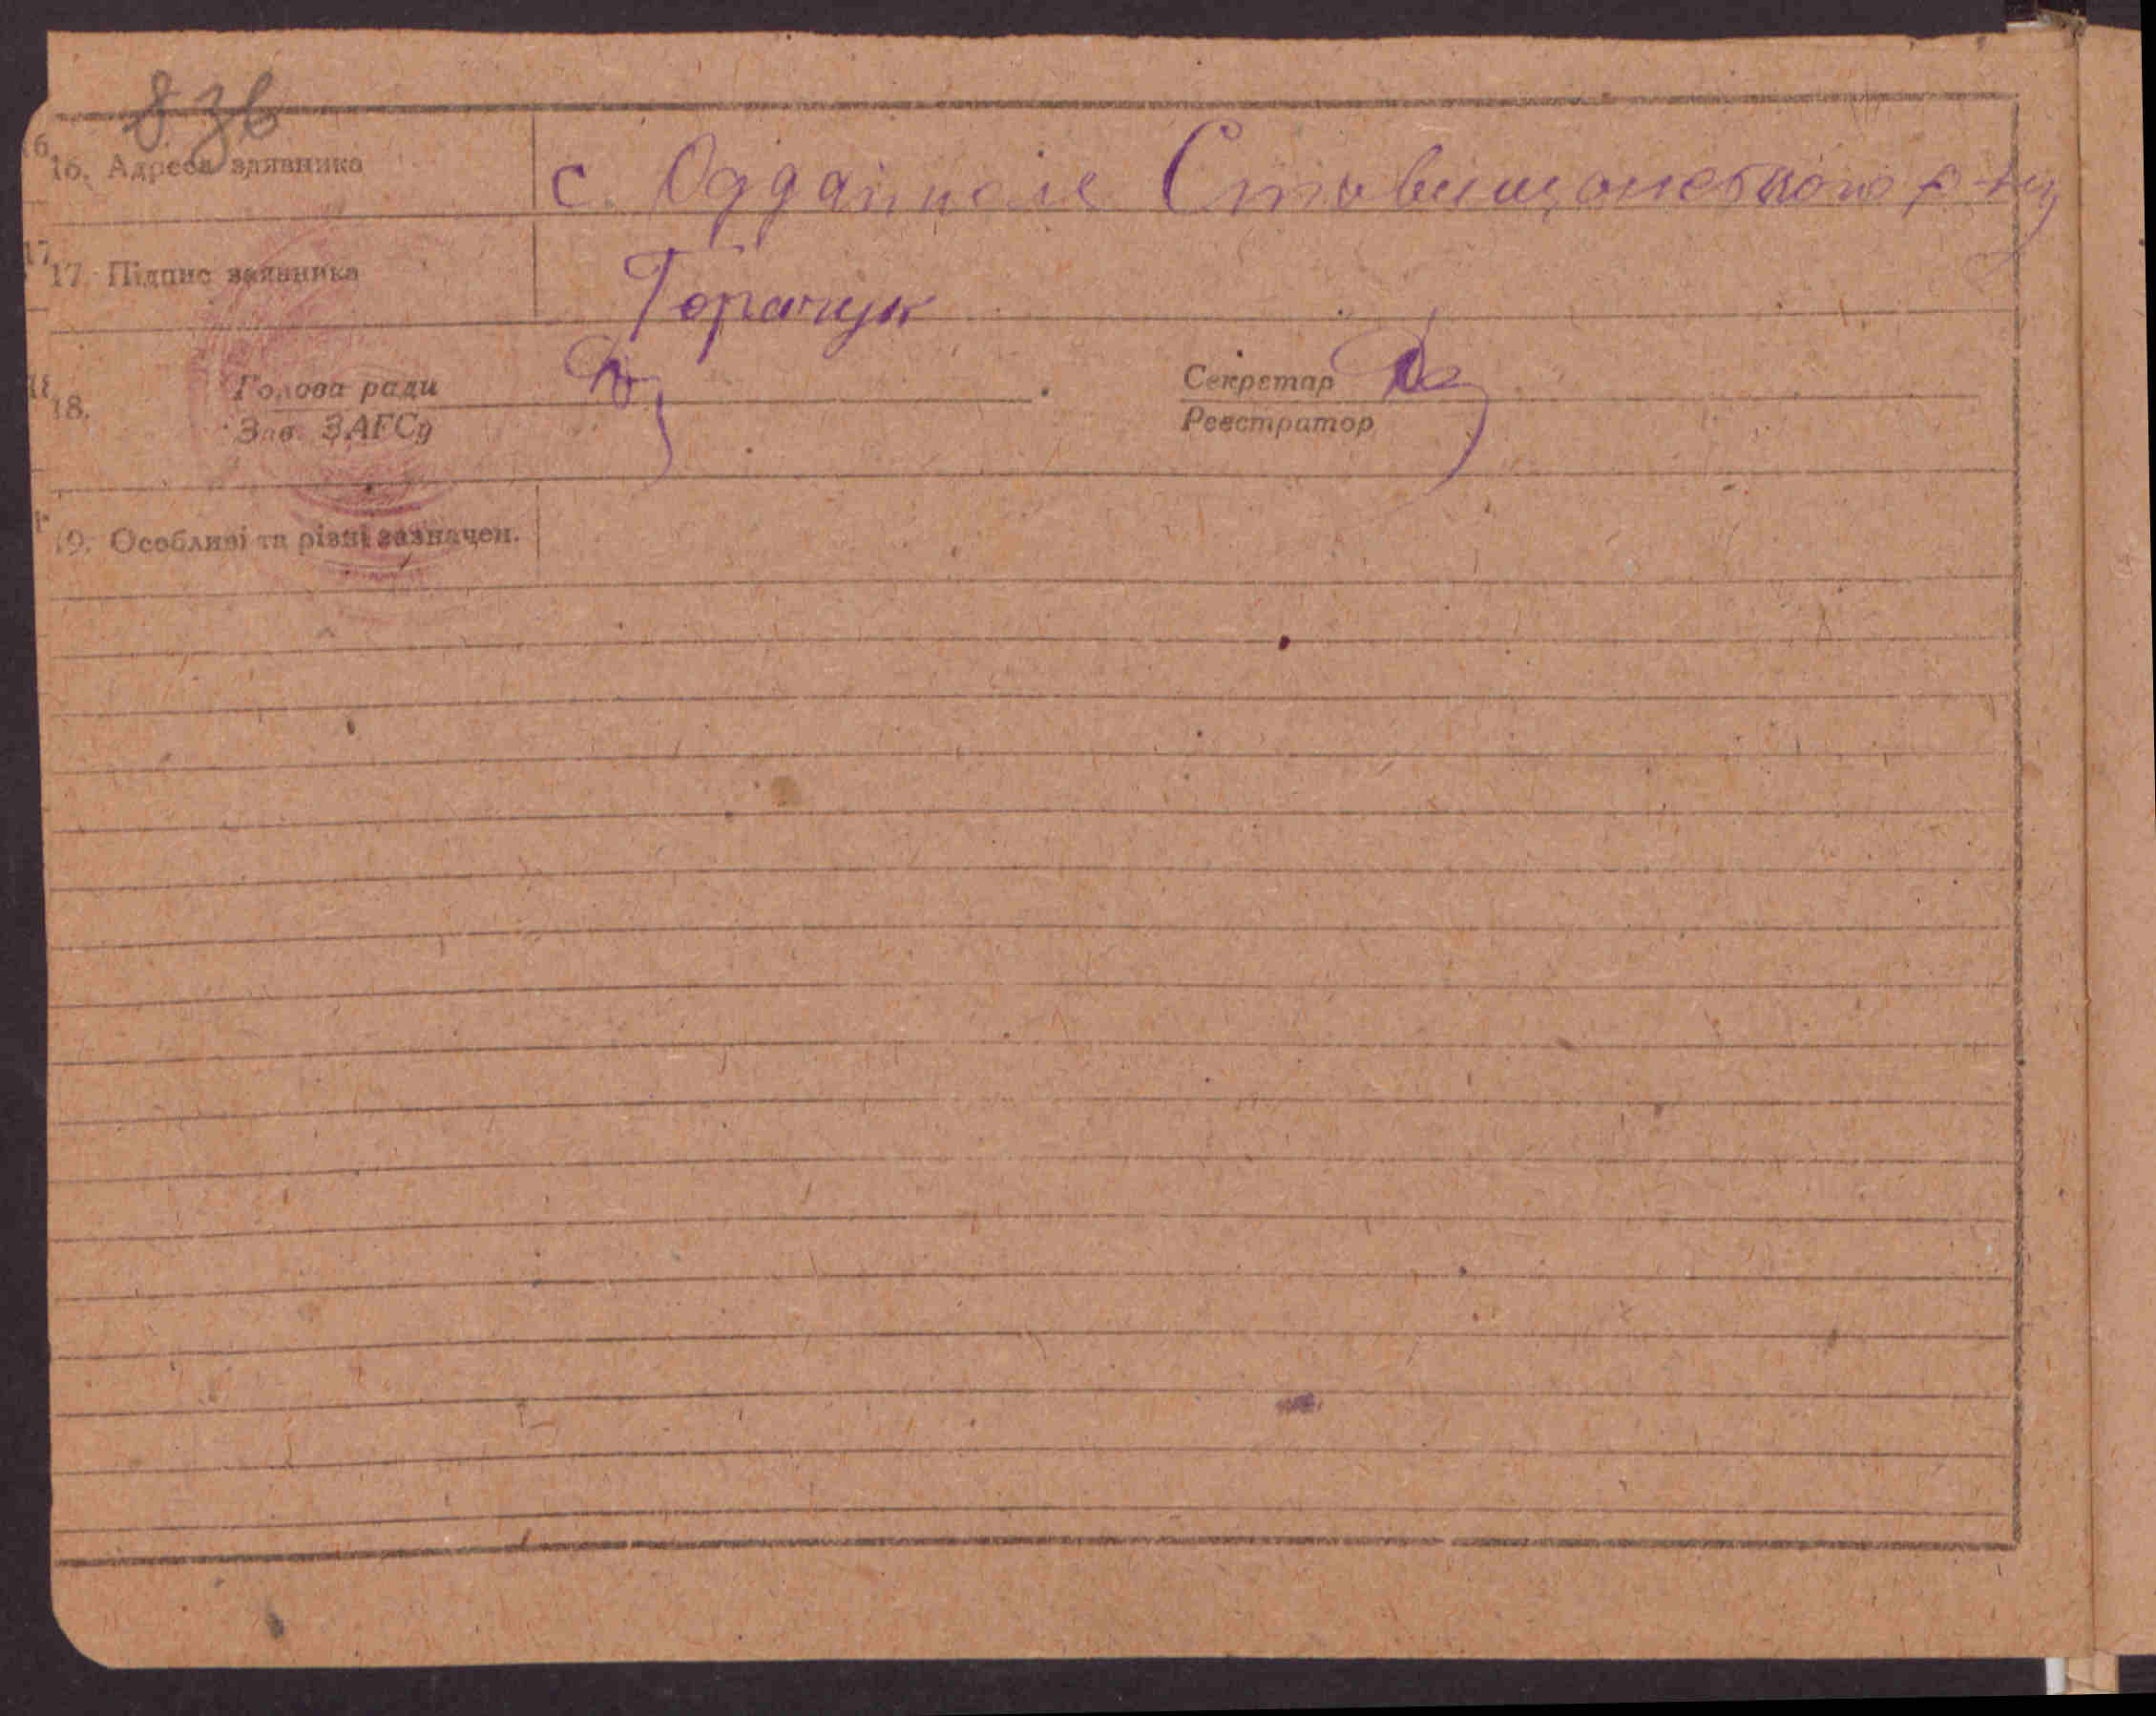 836
16. Адреса заявника с. Оддайполе Ставищанського р-ну
17. Підпис заявника Горачук
18. Голова ради Секретар
Зав. ЗАГСу Реєстратор
19. Особливі та різні зазначен.